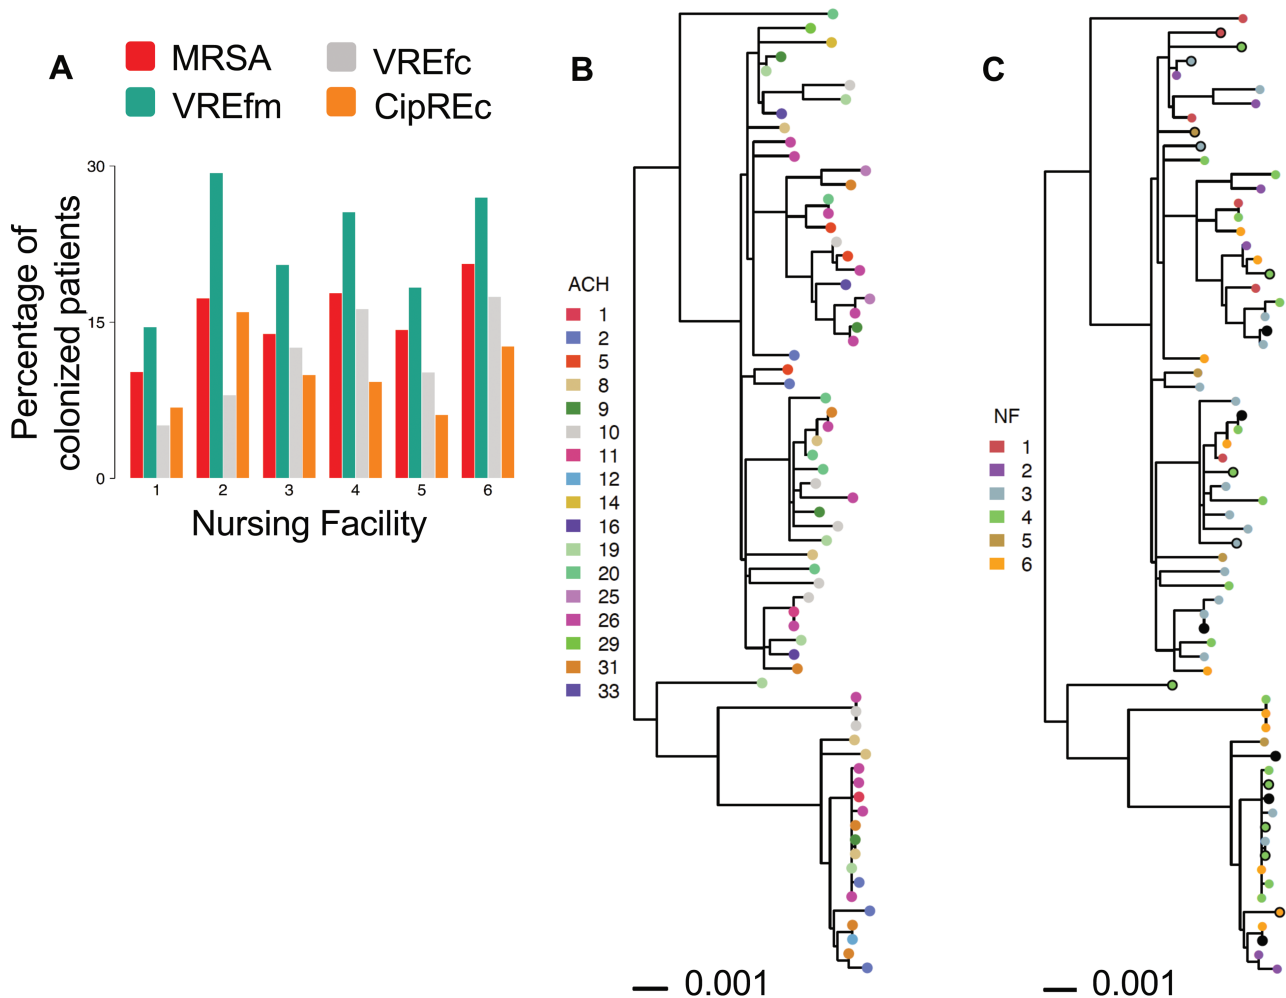 A
MRSA
VREfc
VREfm
CipREc
30
15
0
Percentage of
colonized patients
1 2 3 4 5 6
Nursing Facility
B
ACH
1
2
5
8
9
10
11
12
14
16
19
20
25
26
29
31
33
0.001
C
NF
1
2
3
4
5
6
0.001